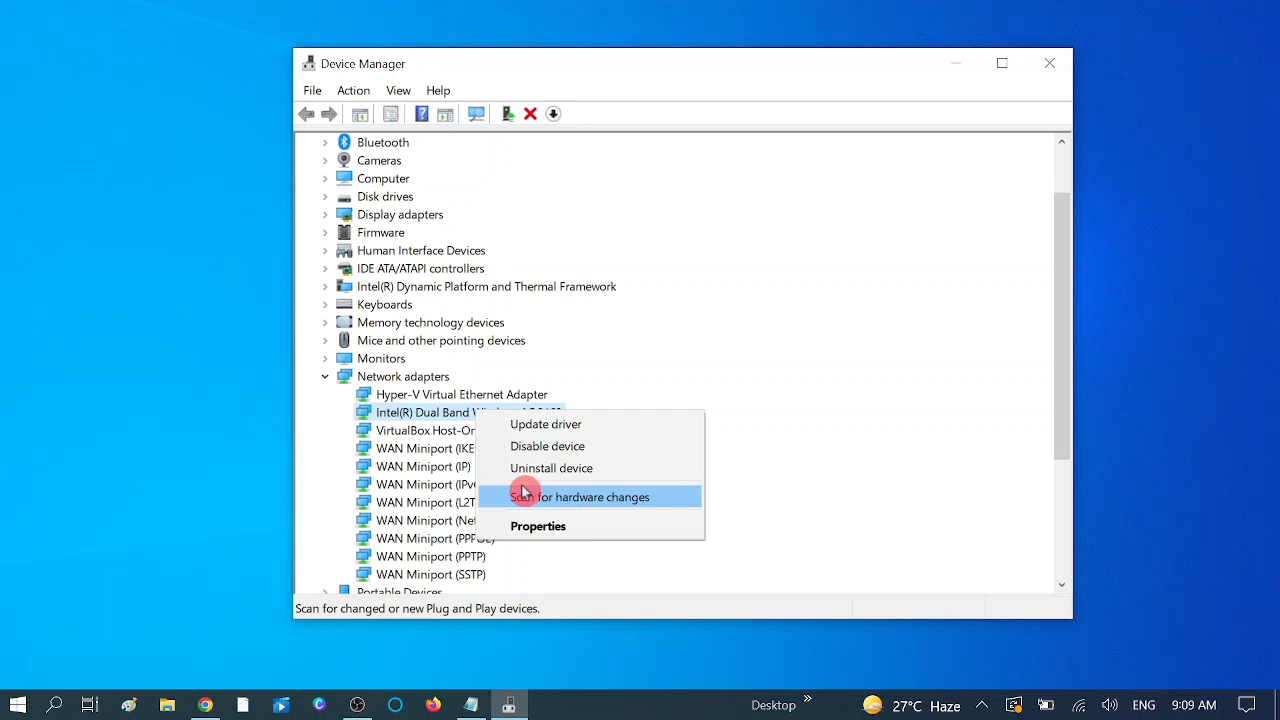 Device Manager
File Action View Help
Bluetooth
Cameras
Computer
Disk drives
Display adapters
Firmware
Human Interface Devices
IDE ATA/ATAPI controllers
Intel(R) Dynamic Platform and Thermal Framework
Keyboards
Memory technology devices
Mice and other pointing devices
Monitors
Network adapters
Hyper-V Virtual Ethernet Adapter
Intel(R) Dual Band
VirtualBox Host-On
WAN Miniport (IKE
WAN Miniport (IP)
WAN Miniport (IPv
WAN Miniport (L2T
WAN Miniport (Net
WAN Miniport (PPPOE)
WAN Miniport (PPTP)
WAN Miniport (SSTP)
Portable Devices
Update driver
Disable device
Uninstall device
Scan for hardware changes
Properties
Scan for changed or new Plug and Play devices.
Desktop 27°C Haze ENG 9:09 AM